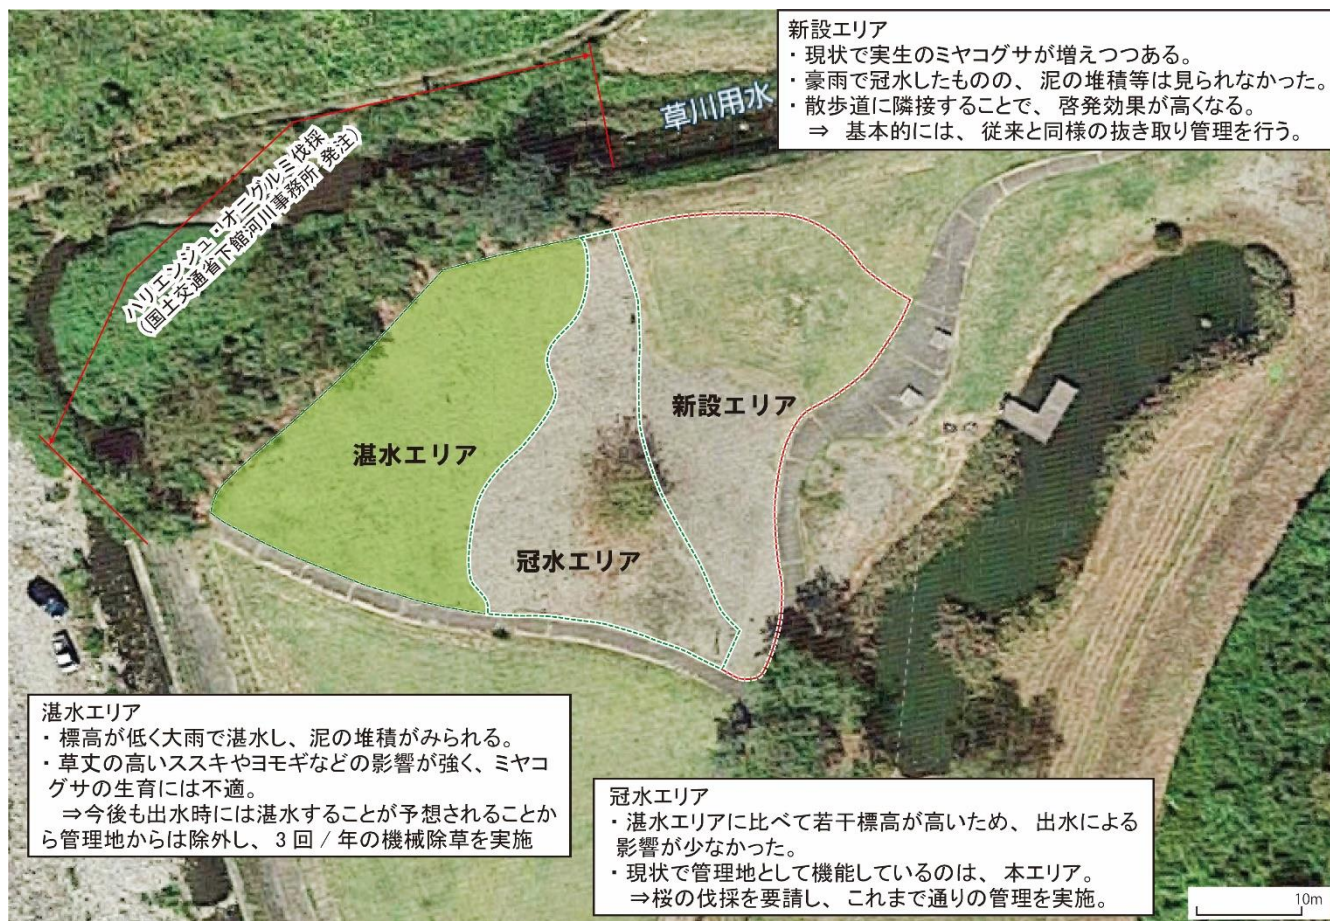 新設エリア
・現状で実生のミヤコグサが増えつつある。
・豪雨で冠水したものの、泥の堆積等は見られなかった。
・散歩道に隣接することで、啓発効果が高くなる。
⇒ 基本的には、従来と同様の抜き取り管理を行う。
草川用水
ハリエンジュ・オニグルミ伐採
(国土交通省下館河川事務所 発注)
新設エリア
湛水エリア
冠水エリア
湛水エリア
・標高が低く大雨で湛水し、泥の堆積がみられる。
・草丈の高いススキやヨモギなどの影響が強く、ミヤコ
グサの生育には不適。
⇒今後も出水時には湛水することが予想されることか
ら管理地からは除外し、3回/年の機械除草を実施
冠水エリア
・湛水エリアに比べて若干標高が高いため、出水による
影響が少なかった。
・現状で管理地として機能しているのは、本エリア。
⇒桜の伐採を要請し、これまで通りの管理を実施。
10m